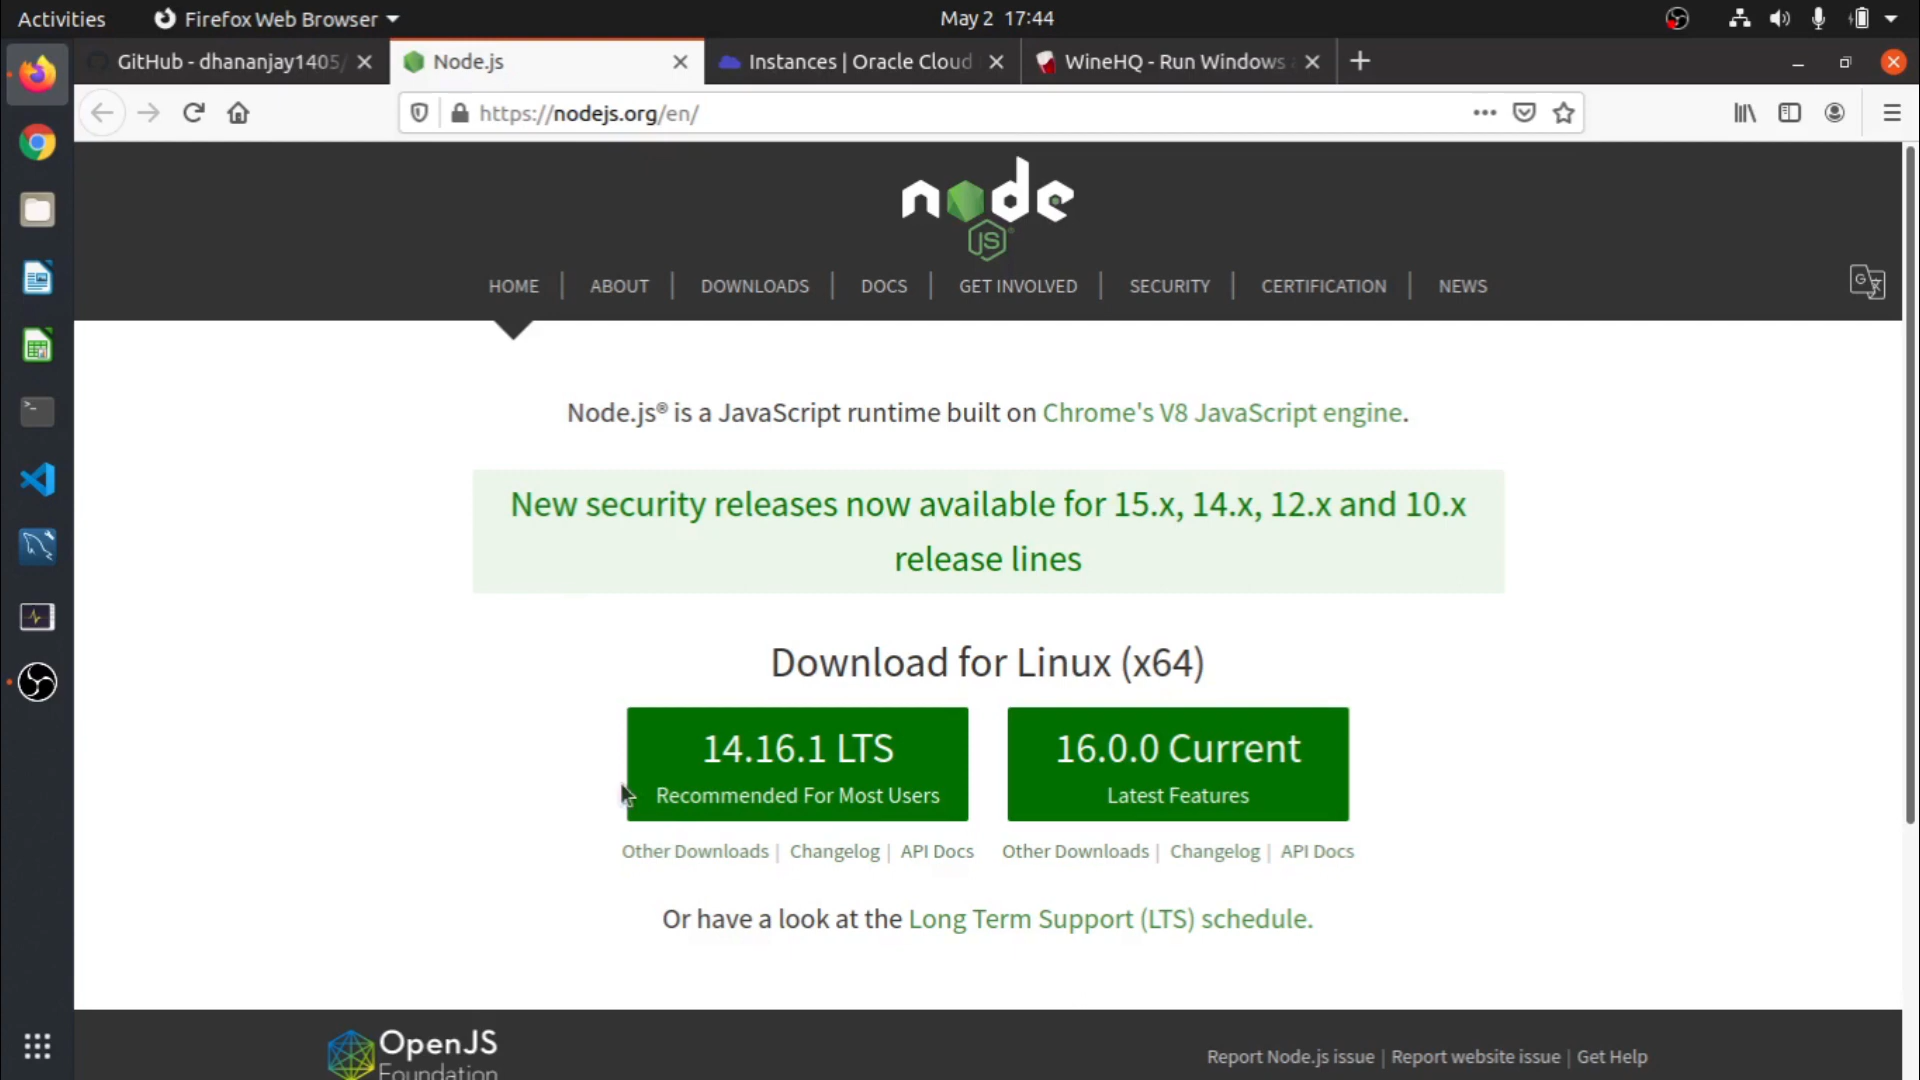 Activities Firefox Web Browser May 2 17:44
GitHub - dhananjay1405/ Node.js Instances | Oracle Cloud WineHQ - Run Windows
https://nodejs.org/en/
node
JS
HOME ABOUT DOWNLOADS DOCS GET INVOLVED SECURITY CERTIFICATION NEWS
Node.js® is a JavaScript runtime built on Chrome's V8 JavaScript engine.
New security releases now available for 15.x, 14.x, 12.x and 10.x
release lines
Download for Linux (x64)
14.16.1 LTS 16.0.0 Current
Recommended For Most Users Latest Features
Other Downloads | Changelog | API Docs Other Downloads | Changelog | API Docs
Or have a look at the Long Term Support (LTS) schedule.
OpenJS
Foundation
Report Node.js issue | Report website issue | Get Help